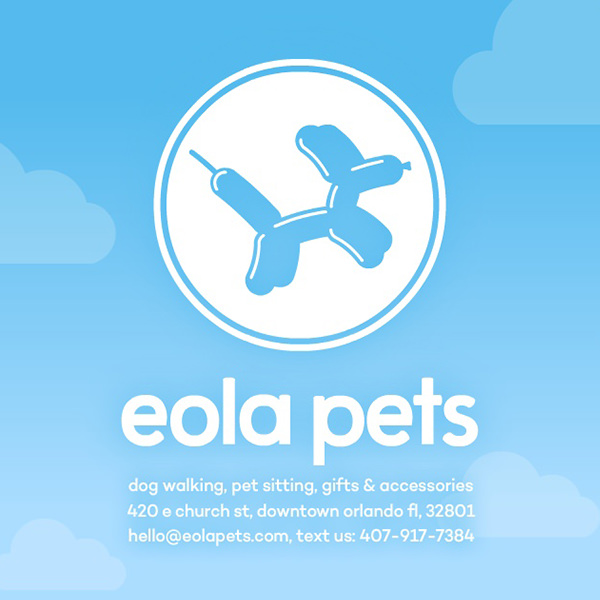 eola pets
dog walking, pet sitting, gifts & accessories
420 e church st, downtown orlando fl, 32801
hello@eolapets.com, text us: 407-917-7384